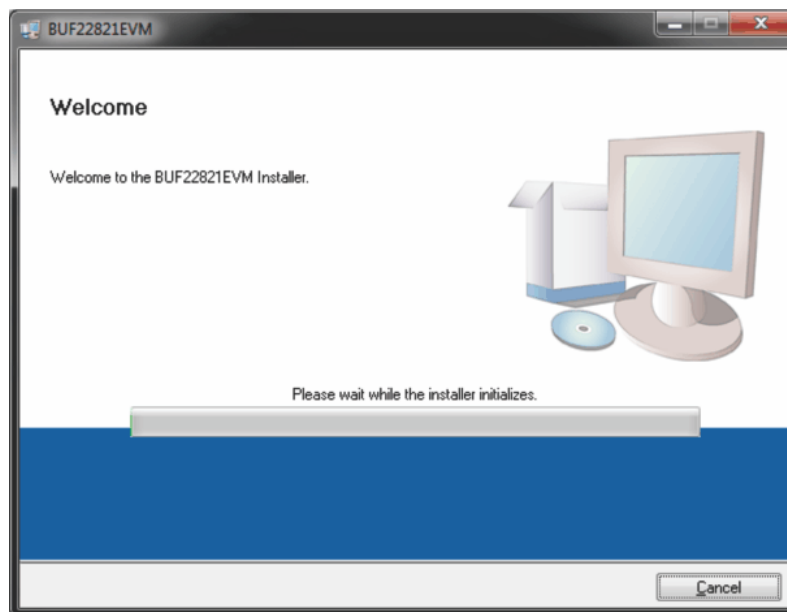 BUF22821EVM
Welcome
Welcome to the BUF22821EVM Installer.
Please wait while the installer initializes.
Cancel